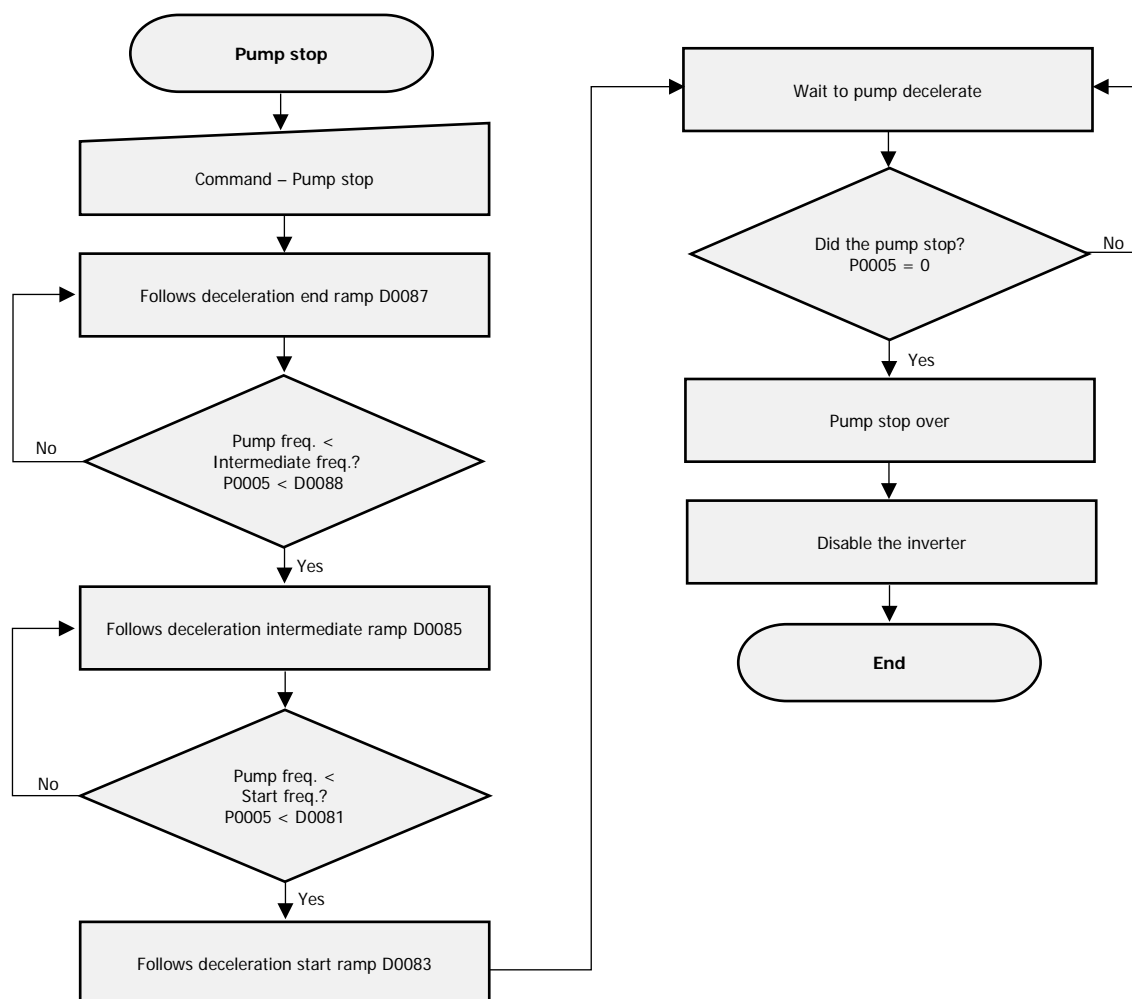 Pump stop
Command – Pump stop
Follows deceleration end ramp D0087
Pump freq. <
Intermediate freq.?
P0005 < D0088
No
Yes
Follows deceleration intermediate ramp D0085
Pump freq. <
Start freq.?
P0005 < D0081
No
Yes
Follows deceleration start ramp D0083
Wait to pump decelerate
Did the pump stop?
P0005 = 0
No
Yes
Pump stop over
Disable the inverter
End